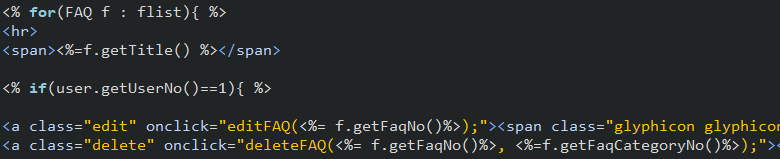 <% for(FAQ f : flist){ %>
<hr>
<span><%=f.getTitle() %></span>
<% if(user.getUserNo()==1){ %>
<a class="edit" onclick="editFAQ(<%= f.getFaqNo()%>);"><span class="glyphicon glyphicon
<a class="delete" onclick="deleteFAQ(<%= f.getFaqNo()%>, <%=f.getFaqCategoryNo()%>);"><